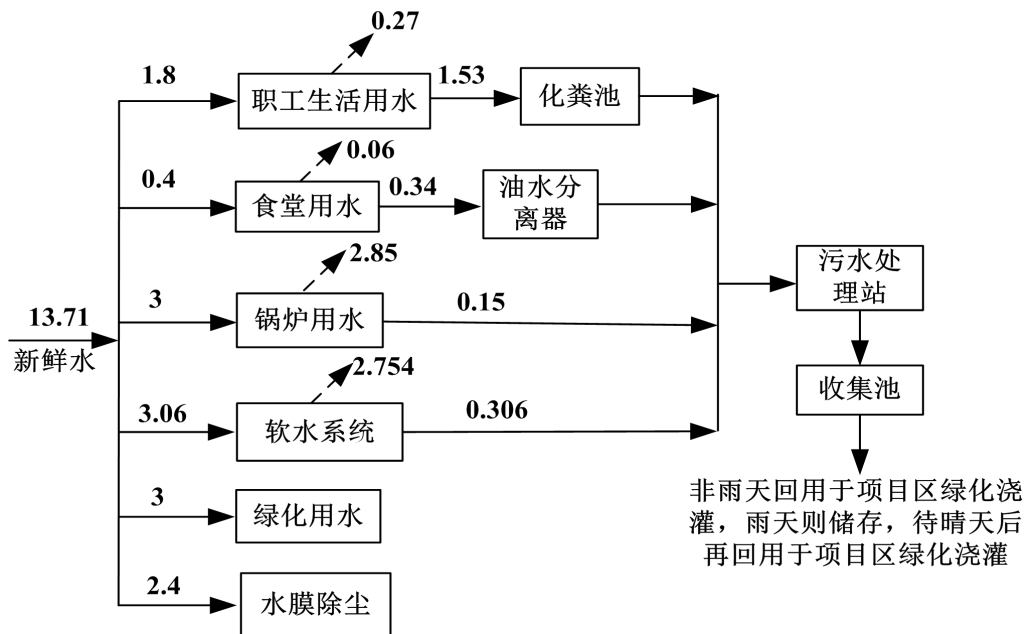 0.27
1.8
职工生活用水
1.53
化粪池
0.06
0.4
食堂用水
0.34
油水分
离器
2.85
3
锅炉用水
0.15
污水处
理站
13.71
新鲜水
2.754
3.06
软水系统
0.306
收集池
3
绿化用水
非雨天回用于项目区绿化浇
灌，雨天则储存，待晴天后
再回用于项目区绿化浇灌
2.4
水膜除尘